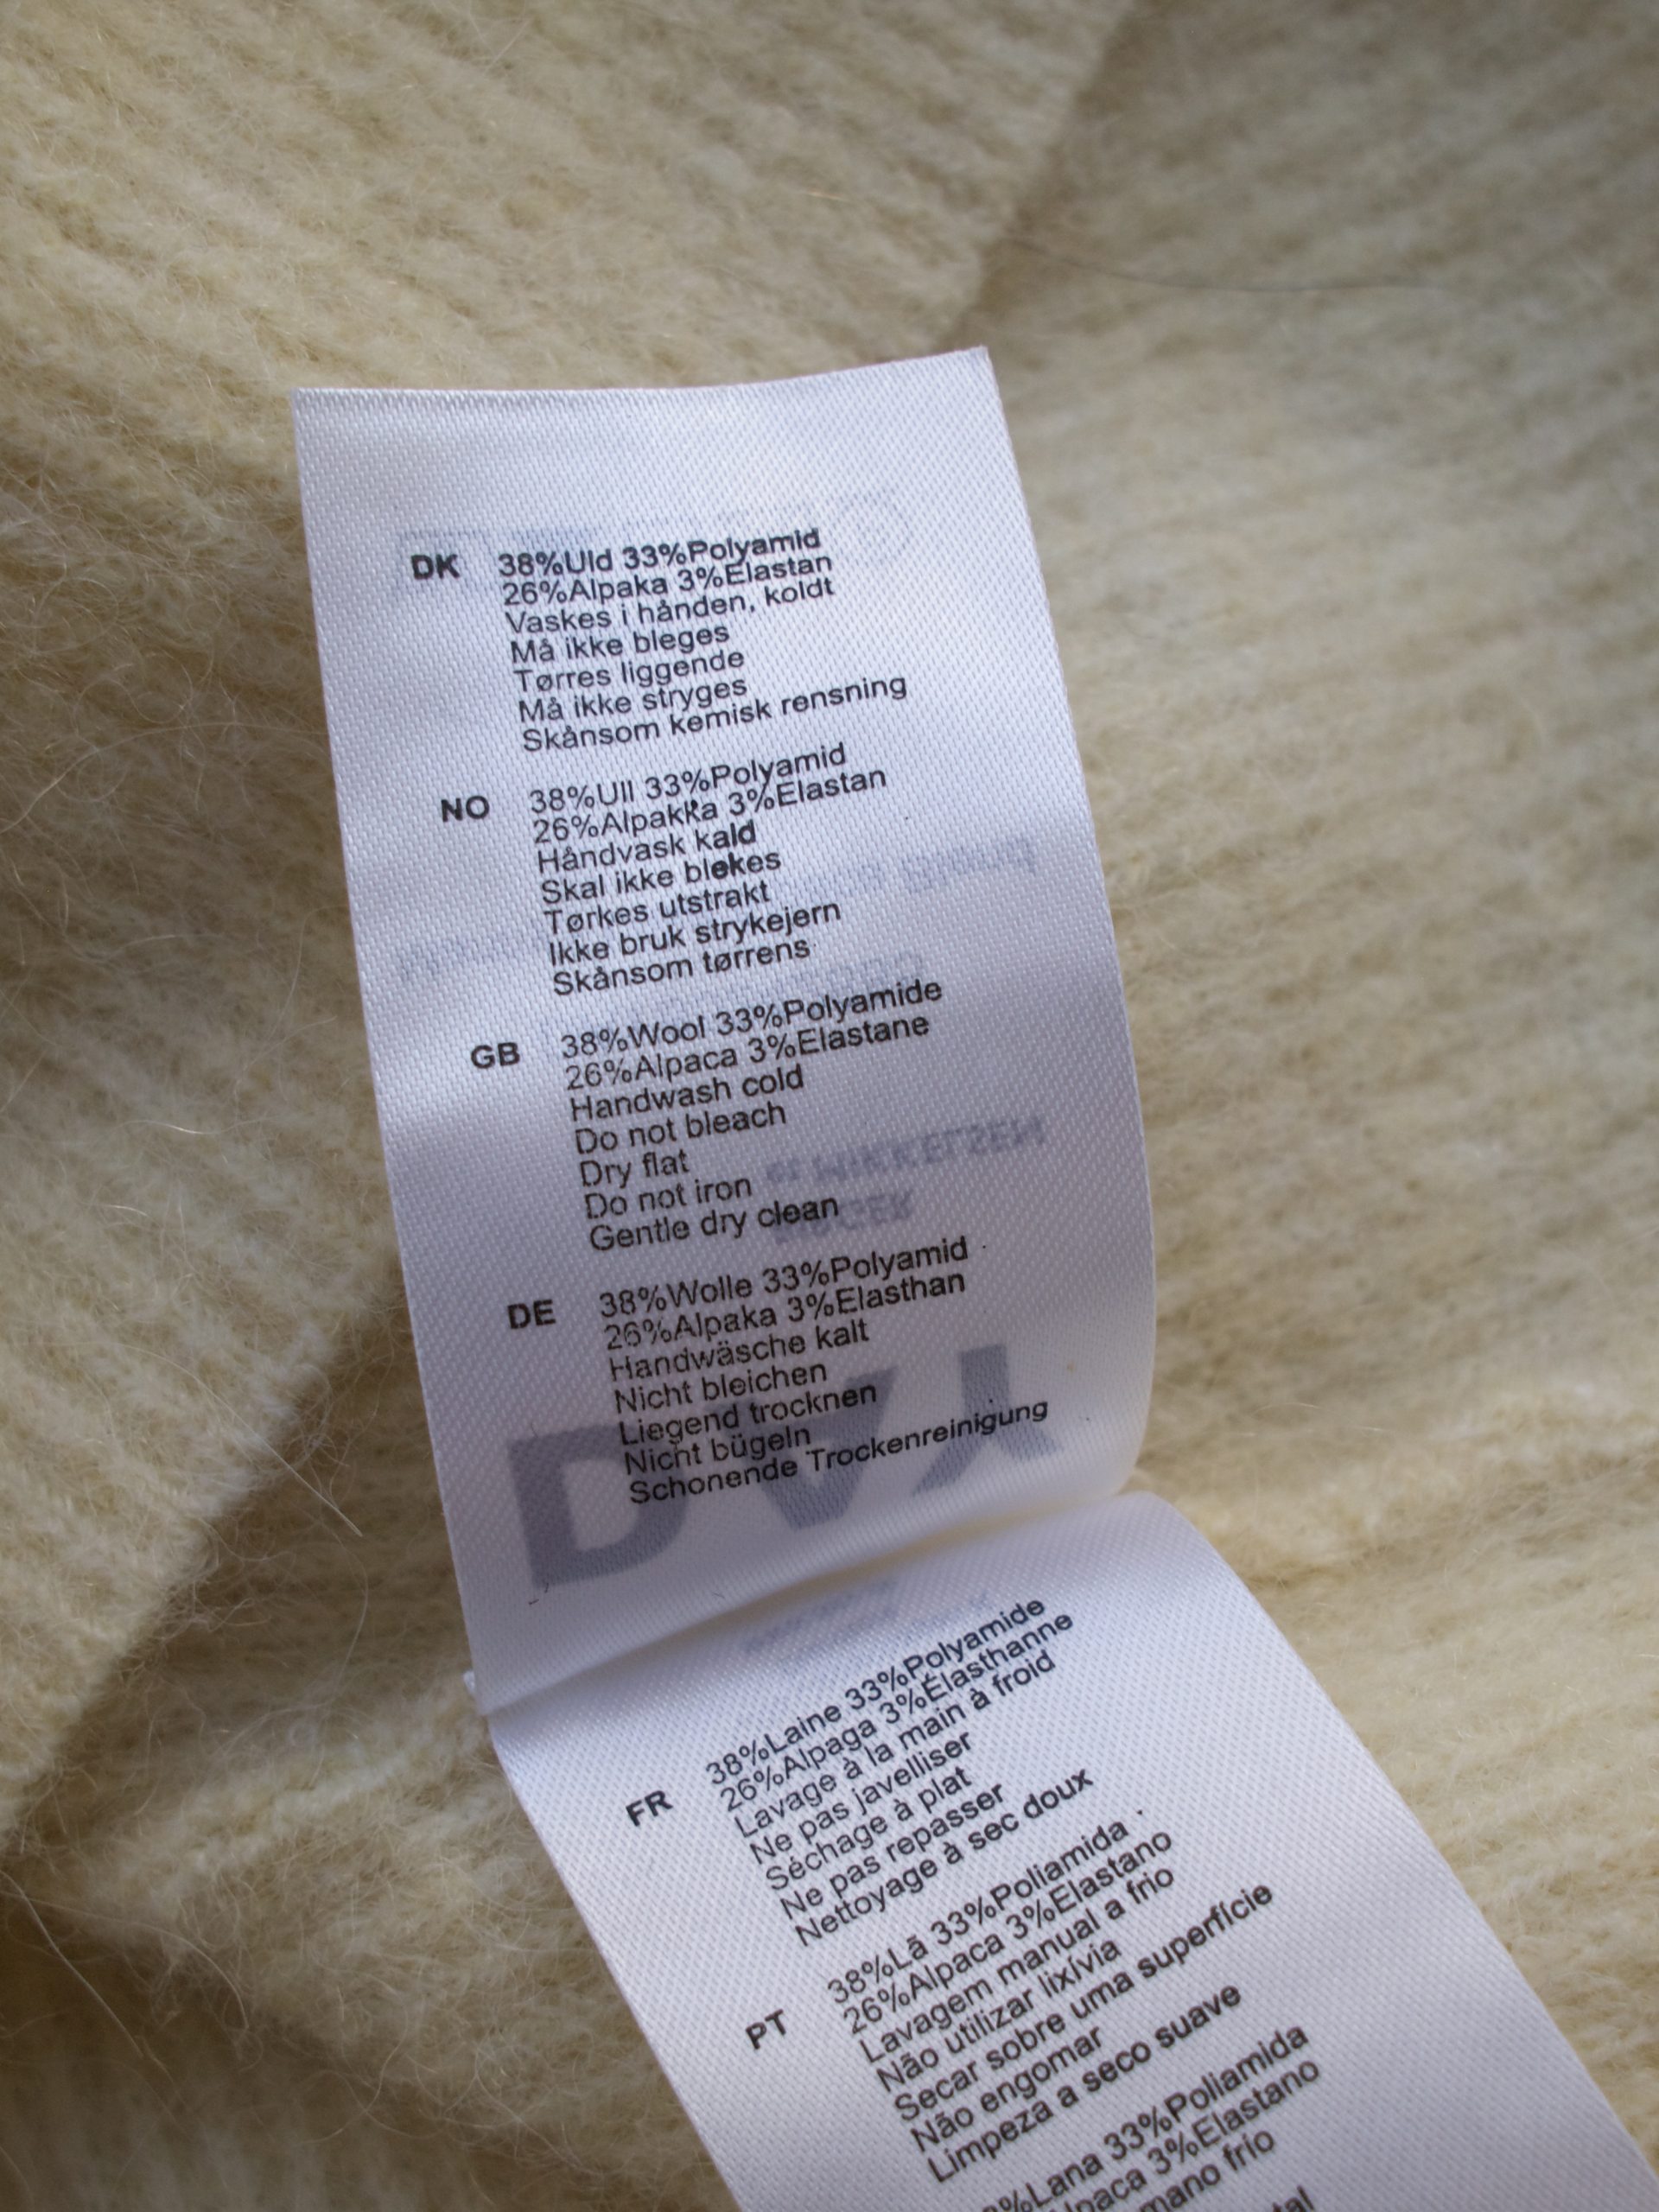 DK 38%Uld 33%Polyamid
26%Alpaka 3%Elastan
Vaskes i hånden, koldt
Må ikke bleges
Tørres liggende
Må ikke stryges
Skånsom kemisk rensning
NO 38%Ull 33%Polyamid
26%Alpakka 3%Elastan
Håndvask kald
Skal ikke blekes
Tørkes utstrakt
Ikke bruk strykejern
Skånsom tørrens
GB 38%Wool 33%Polyamide
26%Alpaca 3%Elastane
Handwash cold
Do not bleach
Dry flat
Do not iron
Gentle dry clean
DE 38%Wolle 33%Polyamid
26%Alpaka 3%Elasthan
Handwäsche kalt
Nicht bleichen
Liegend trocknen
Nicht bügeln
Schonende Trockenreinigung
FR 38%Laine 33%Polyamide
26%Alpaga 3%Élasthanne
Lavage à la main à froid
Ne pas javelliser
Séchage à plat
Ne pas repasser
Nettoyage à sec doux
PT 38%Lã 33%Poliamida
26%Alpaca 3%Elastano
Lavagem manual a frio
Não utilizar lixívia
Secar sobre uma superfície
Não engomar
Limpeza a seco suave
%Lana 33%Poliamida
3%Elastano
mano frío